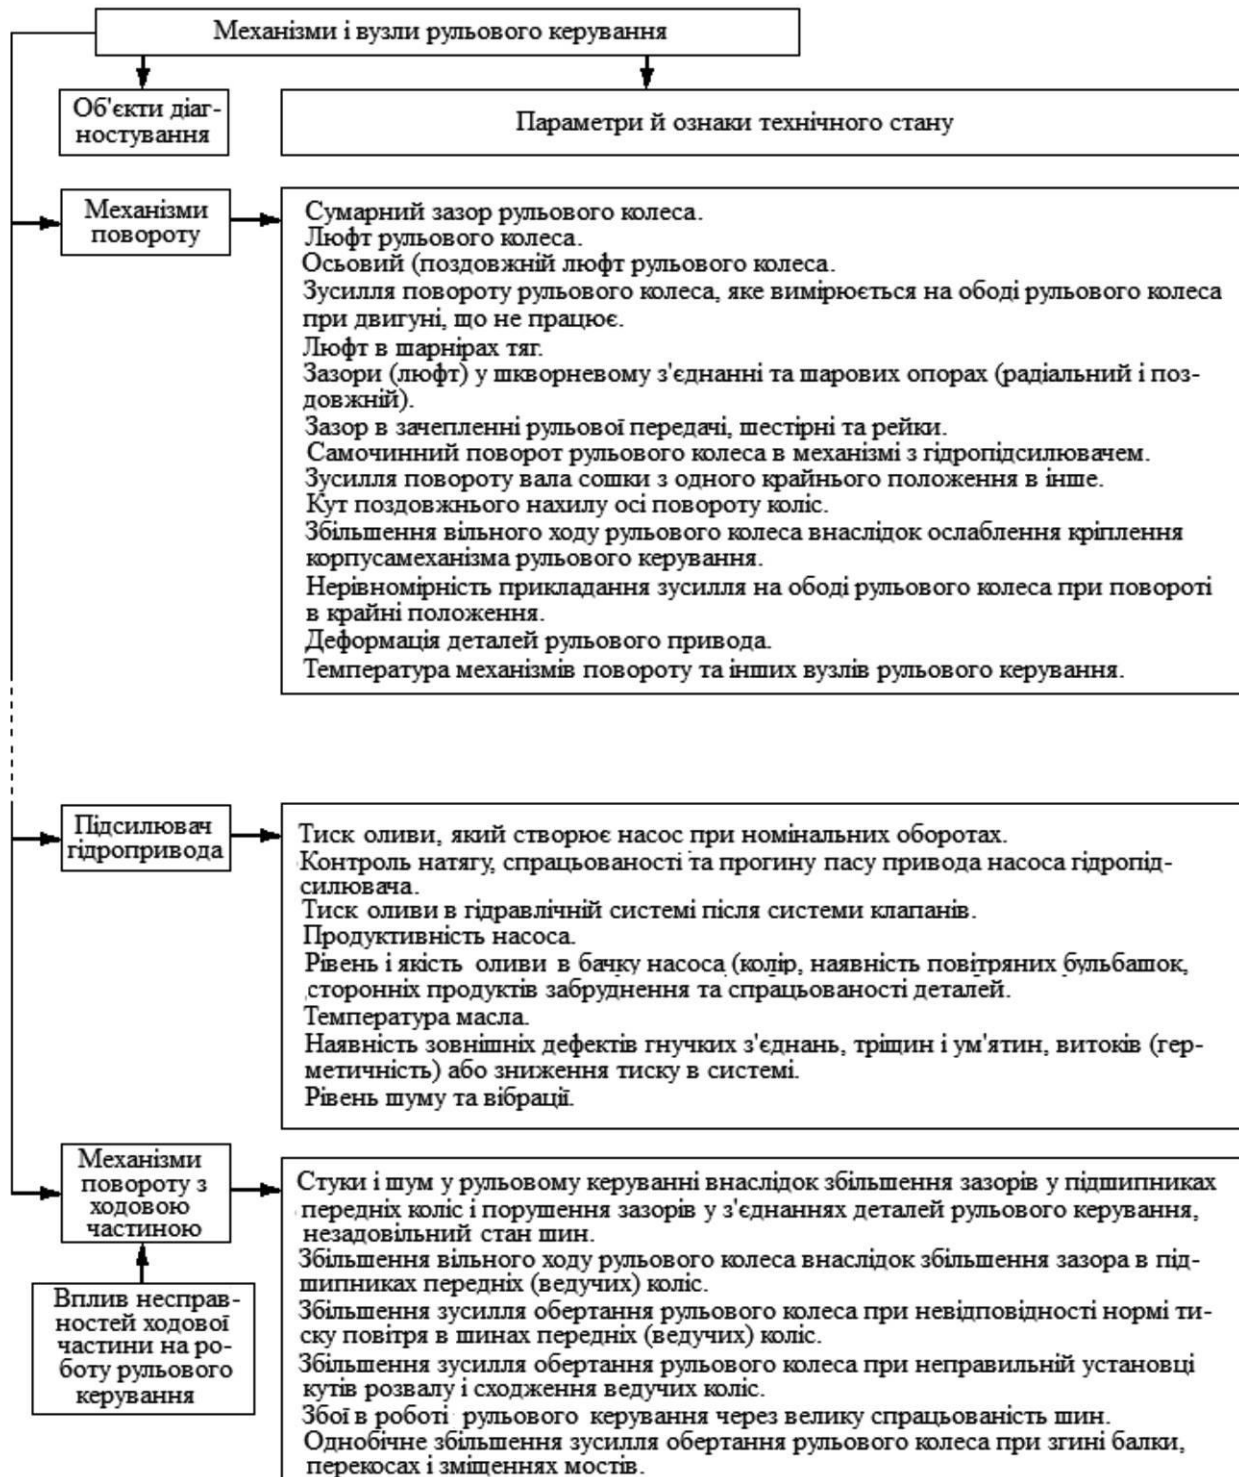 Механізми і вузли рульового керування
Об'єкти діаг-
ностування
Параметри й ознаки технічного стану
Механізми
повороту
Сумарний зазор рульового колеса.
Люфт рульового колеса.
Осьовий (поздовжній люфт рульового колеса.
Зусилля повороту рульового колеса, яке вимірюється на ободі рульового колеса
при двигуні, що не працює.
Люфт в шарнірах тяг.
Зазори (люфт) у шкворневому з'єднанні та шарових опорах (радіальний і поз-
довжній).
Зазор в зачепленні рульової передачі, шестірні та рейки.
Самочинний поворот рульового колеса в механізмі з гідропідсилювачем.
Зусилля повороту вала сошки з одного крайнього положення в інше.
Кут поздовжнього нахилу осі повороту коліс.
Збільшення вільного ходу рульового колеса внаслідок ослаблення кріплення
корпусамеханізма рульового керування.
Нерівномірність прикладання зусилля на ободі рульового колеса при повороті
в крайні положення.
Деформація деталей рульового привода.
Температура механізмів повороту та інших вузлів рульового керування.
Підсилювач
гідропривода
Тиск оливи, який створює насос при номінальних оборотах.
Контроль натягу, спрацьованості та прогину пасу привода насоса гідропід-
силювача.
Тиск оливи в гідравлічній системі після системи клапанів.
Продуктивність насоса.
Рівень і якість оливи в бачку насоса (колір, наявність повітряних бульбашок,
сторонніх продуктів забруднення та спрацьованості деталей.
Температура масла.
Наявність зовнішніх дефектів гнучких з'єднань, тріщин і ум'ятин, витоків (гер-
метичність) або зниження тиску в системі.
Рівень шуму та вібрації.
Механізми
повороту з
ходовою
частиною
Стуки і шум у рульовому керуванні внаслідок збільшення зазорів у підшипниках
передніх коліс і порушення зазорів у з'єднаннях деталей рульового керування,
незадовільний стан шин.
Збільшення вільного ходу рульового колеса внаслідок збільшення зазора в під-
шипниках передніх (ведучих) коліс.
Збільшення зусилля обертання рульового колеса при невідповідності нормі ти-
ску повітря в шинах передніх (ведучих) коліс.
Збільшення зусилля обертання рульового колеса при неправильній установці
кутів розвалу і сходження ведучих коліс.
Збої в роботі рульового керування через велику спрацьованість шин.
Однобічне збільшення зусилля обертання рульового колеса при згині балки,
перекосах і зміщеннях мостів.
Вплив несправ-
ностей ходової
частини на ро-
боту рульового
керування